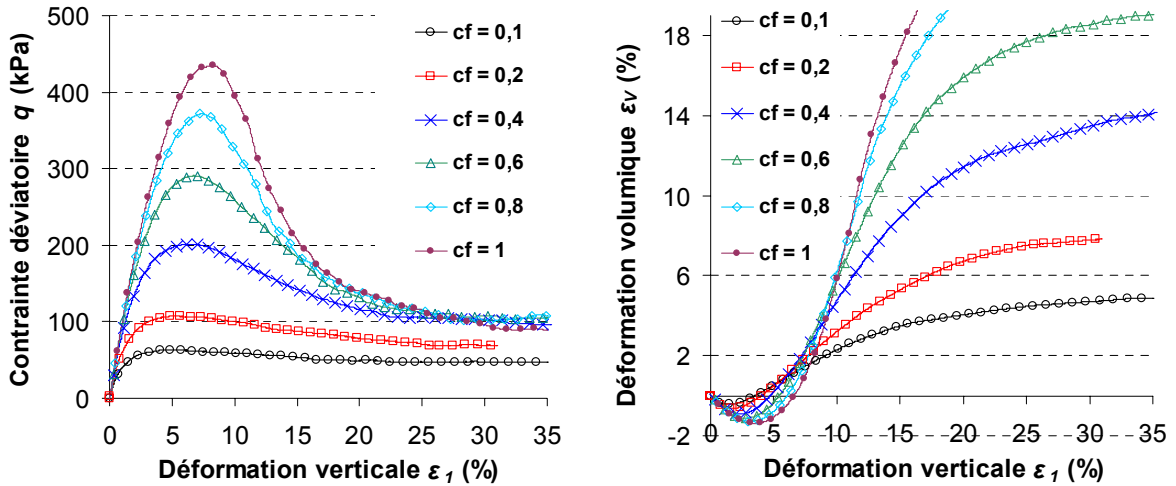 Contrainte déviatoire q (kPa)
500
400
300
200
100
0
0 5 10 15 20 25 30 35
Déformation verticale ε1 (%)
cf = 0,1
cf = 0,2
cf = 0,4
cf = 0,6
cf = 0,8
cf = 1
Déformation volumique εv (%)
18
14
10
6
2
-2
0 5 10 15 20 25 30 35
Déformation verticale ε1 (%)
cf = 0,1
cf = 0,2
cf = 0,4
cf = 0,6
cf = 0,8
cf = 1